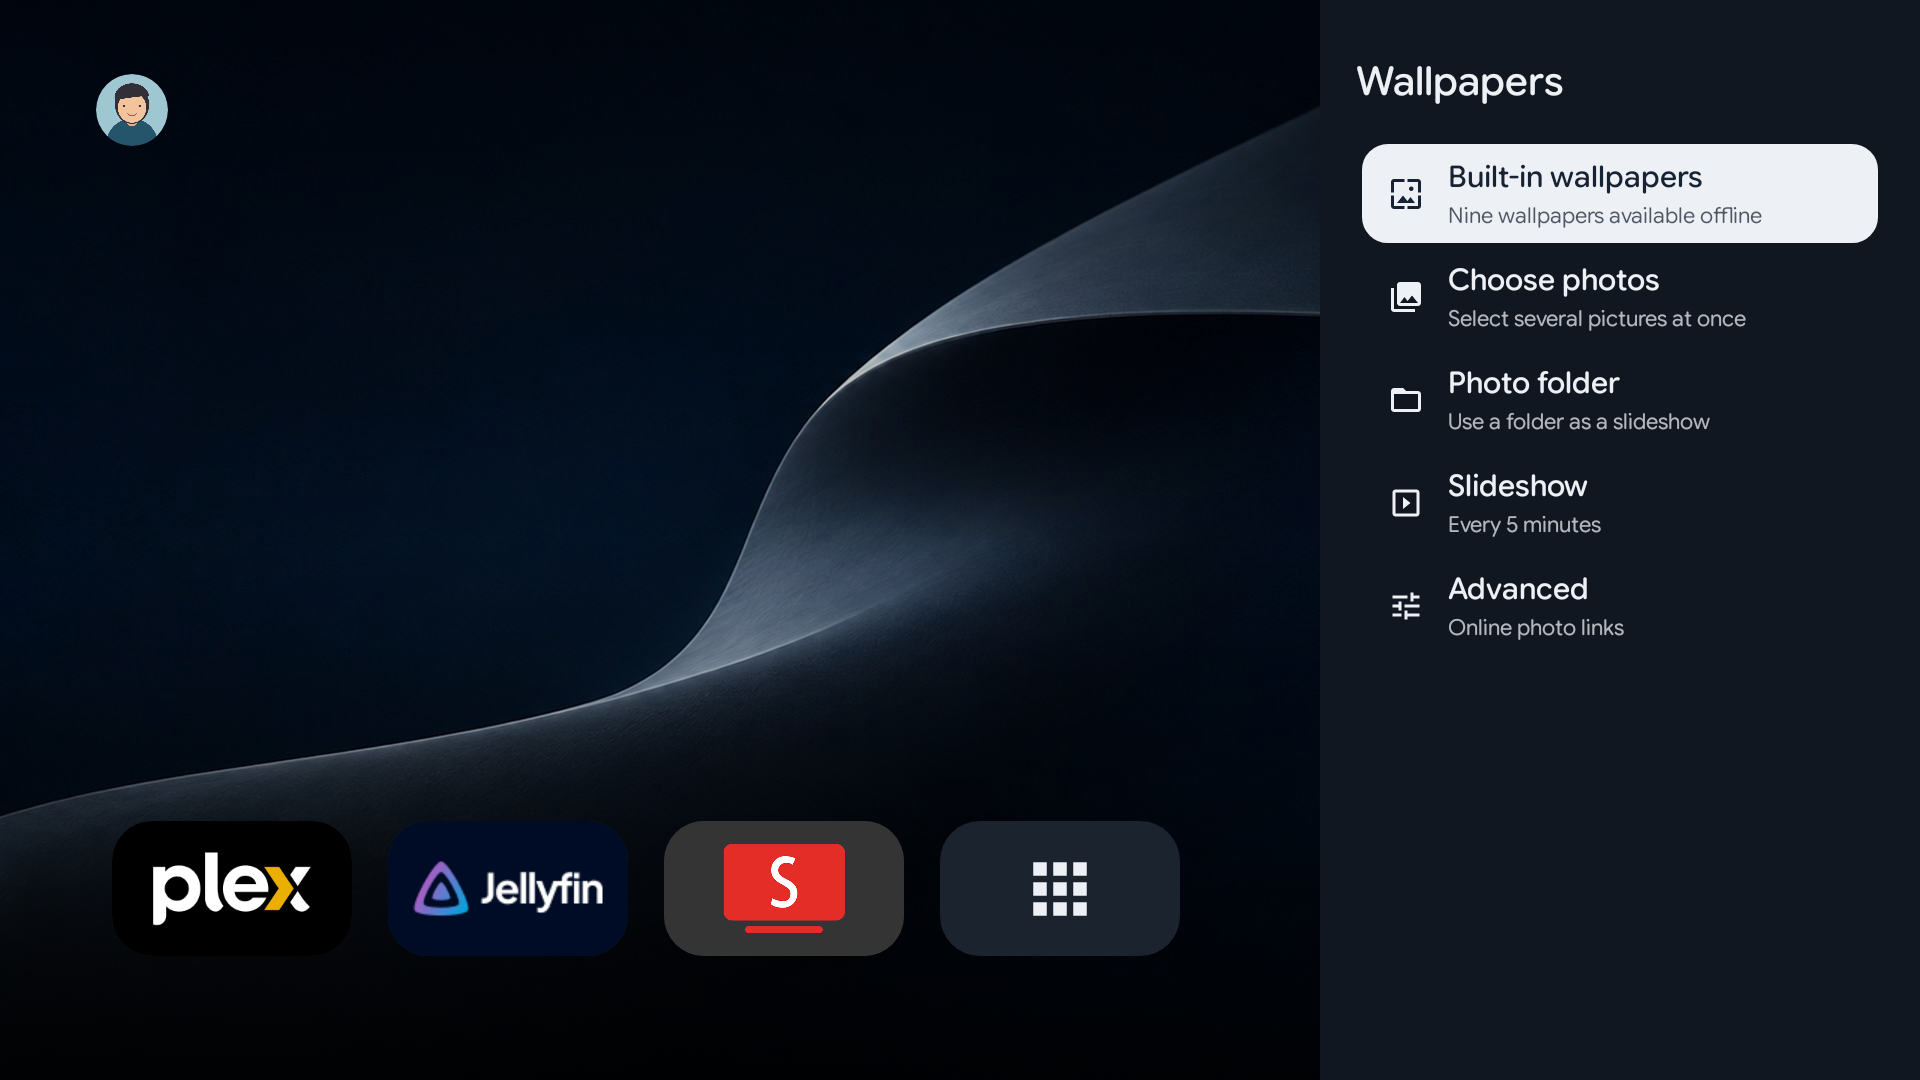 Wallpapers
Built-in wallpapers
Nine wallpapers available offline
Choose photos
Select several pictures at once
Photo folder
Use a folder as a slideshow
Slideshow
Every 5 minutes
Advanced
Online photo links
plex
Jellyfin
S